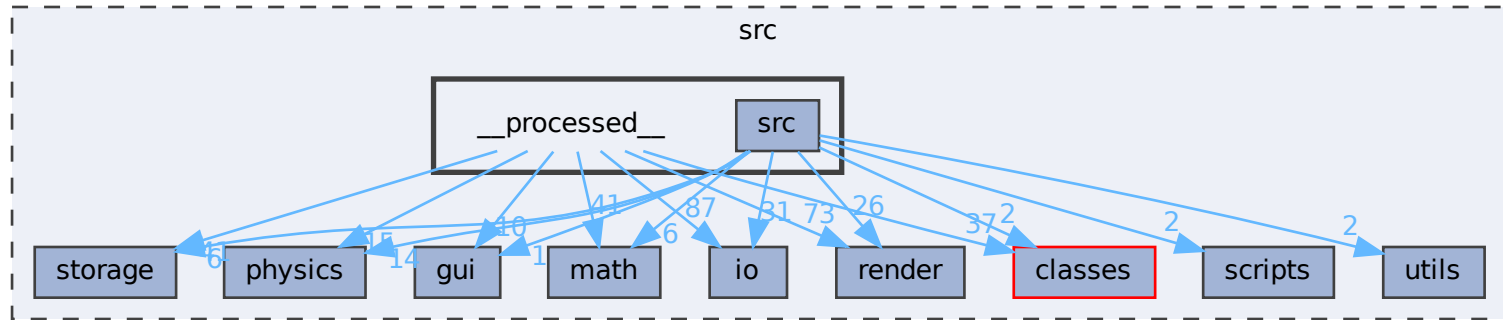 src
__processed__
src
41
87
31
73
26
37
2
2
2
10
6
15
14
1
6
storage
physics
gui
math
io
render
classes
scripts
utils